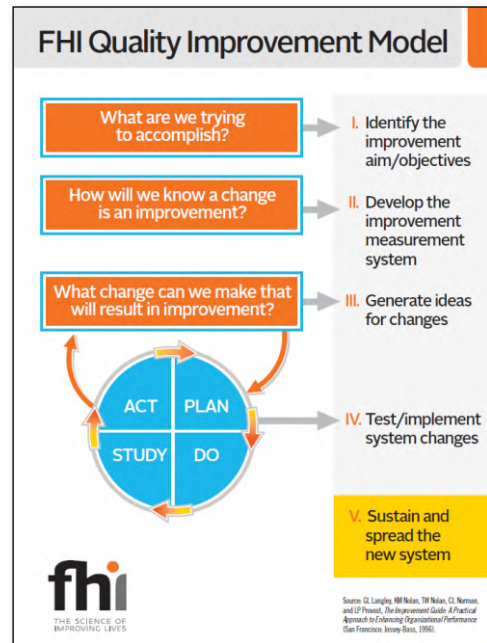 FHI Quality Improvement Model
What are we trying
to accomplish?
I. Identify the
improvement
aim/objectives
How will we know a change
is an improvement?
II. Develop the
improvement
measurement
system
What change can we make that
will result in improvement?
III. Generate ideas
for changes
ACT
PLAN
STUDY
DO
IV. Test/implement
system changes
V. Sustain and
spread the
new system
fhi
THE SCIENCE OF
IMPROVING LIVES
Source: GL Langley, KM Nolan, TW Nolan, CL Norman,
and LP Provost, The Improvement Guide: A Practical
Approach to Enhancing Organizational Performance
(San Francisco: Jossey-Bass, 1996).